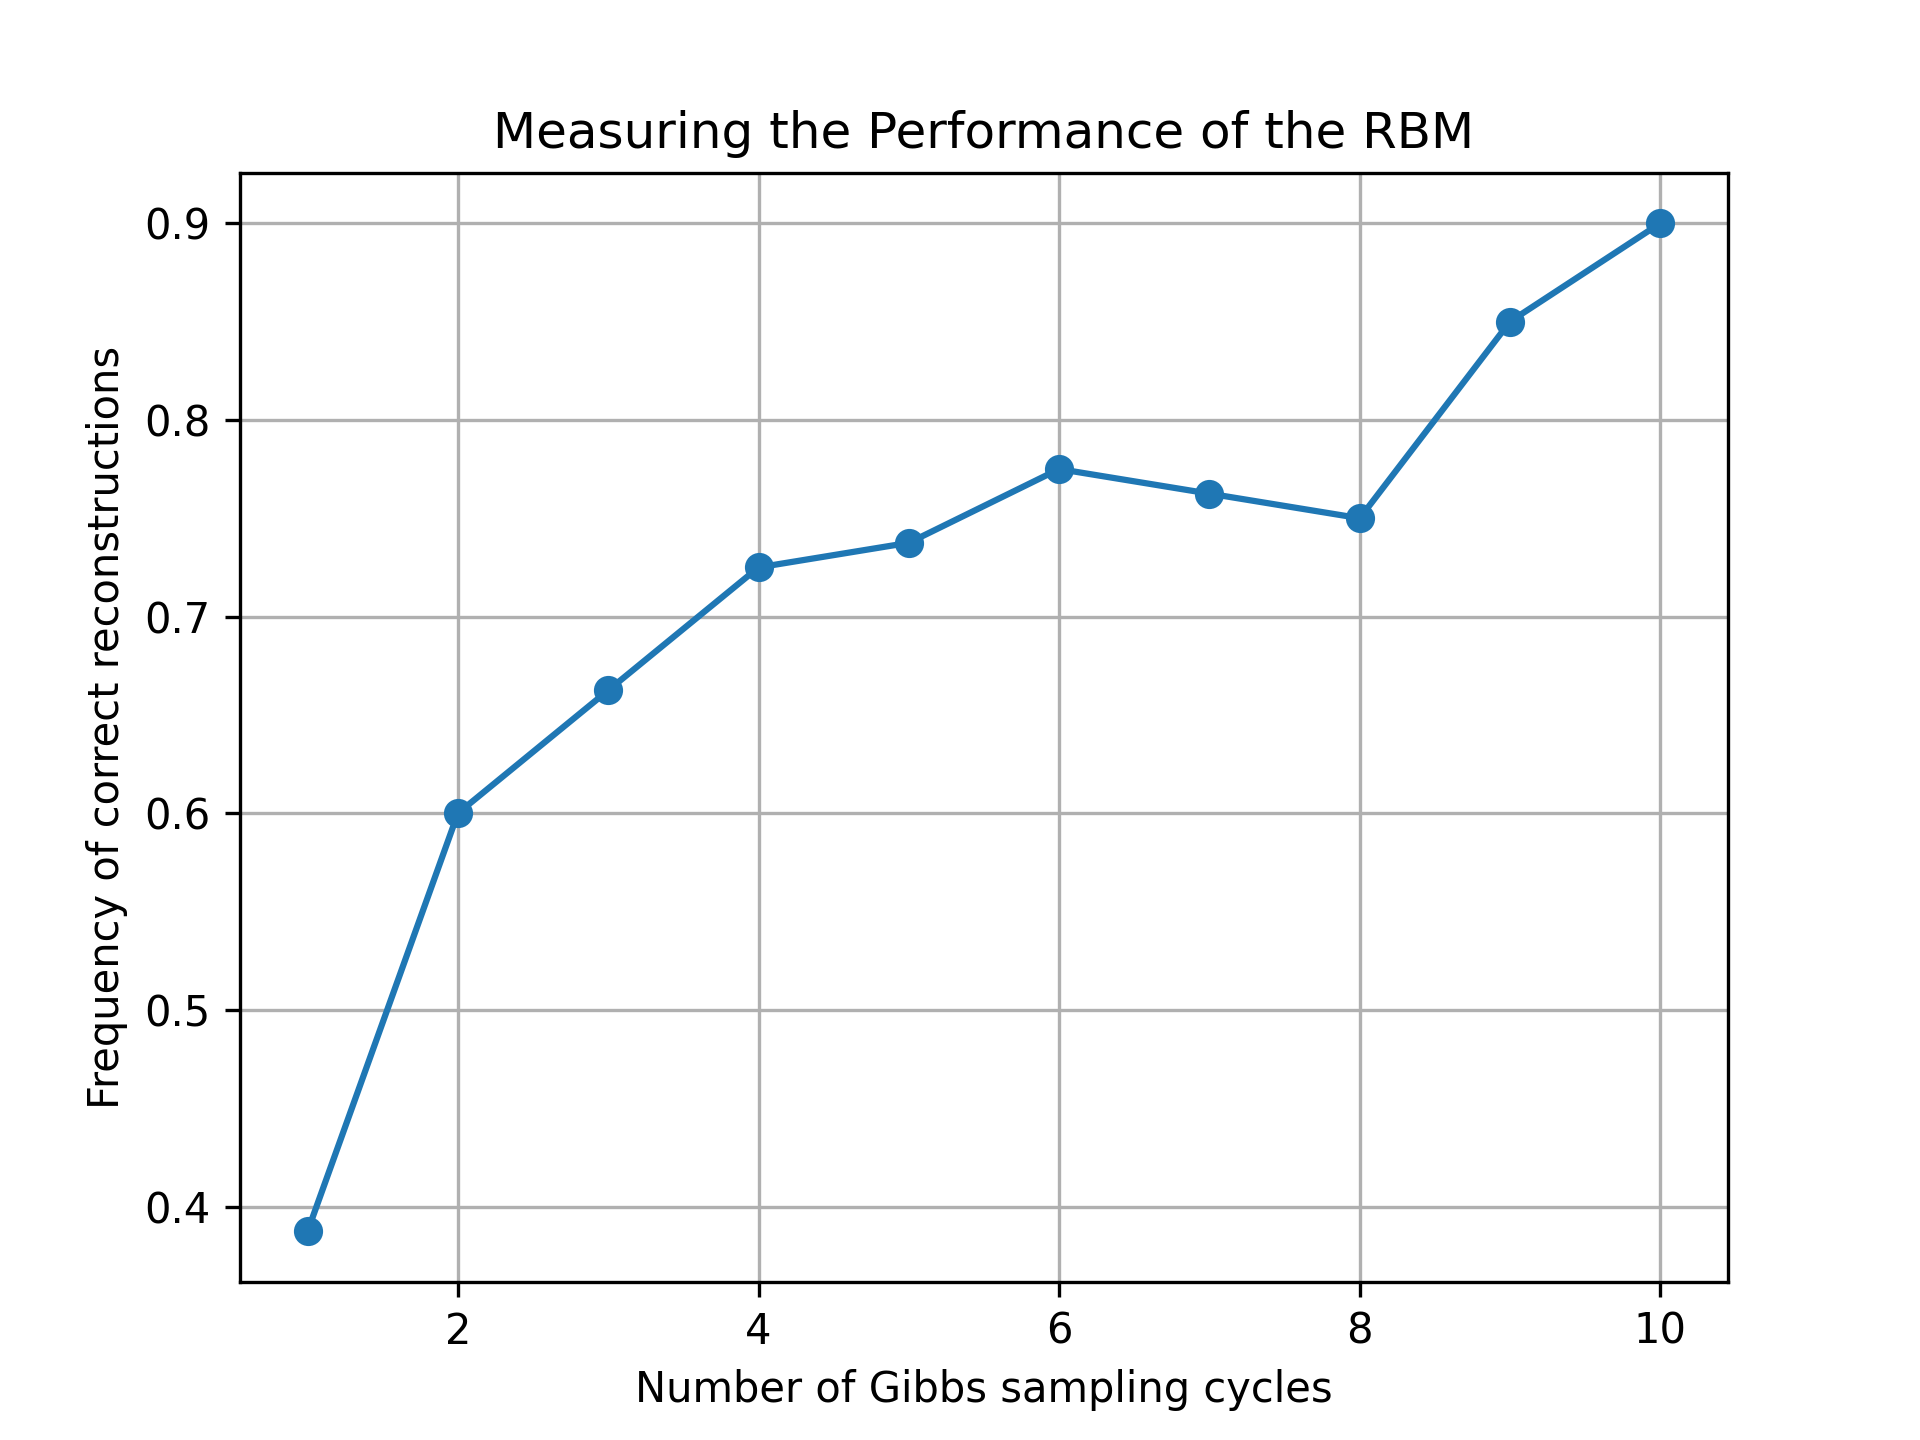 Measuring the Performance of the RBM
0.9
0.8
0.7
0.6
0.5
0.4
Frequency of correct reconstructions
2 4 6 8 10
Number of Gibbs sampling cycles